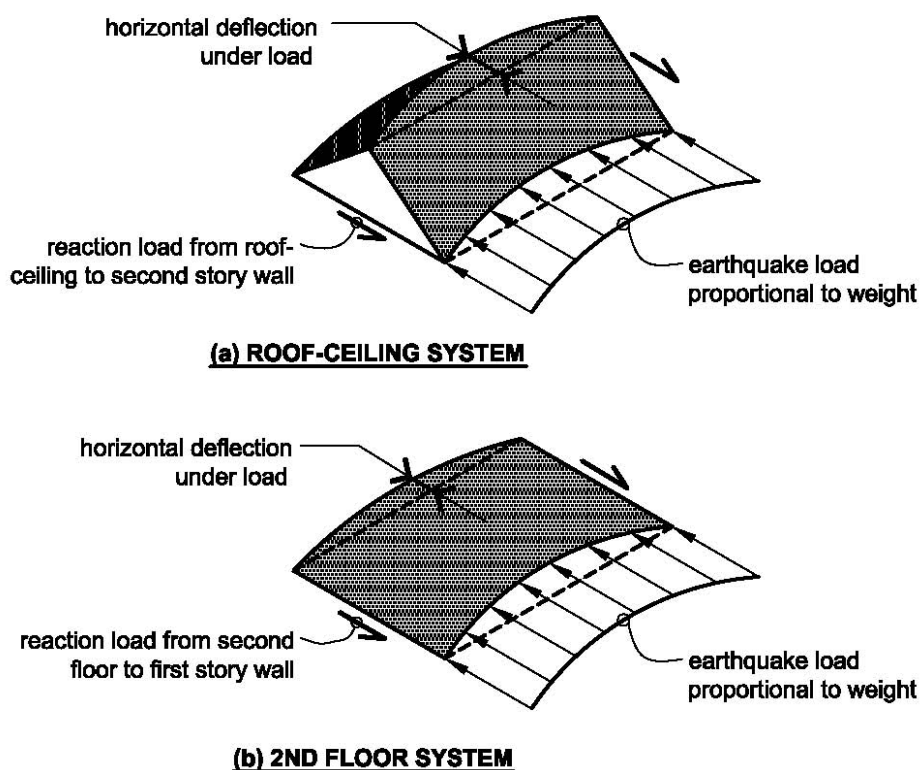 horizontal deflection
under load
reaction load from roof-
ceiling to second story wall
earthquake load
proportional to weight
(a) ROOF-CEILING SYSTEM
horizontal deflection
under load
reaction load from second
floor to first story wall
earthquake load
proportional to weight
(b) 2ND FLOOR SYSTEM